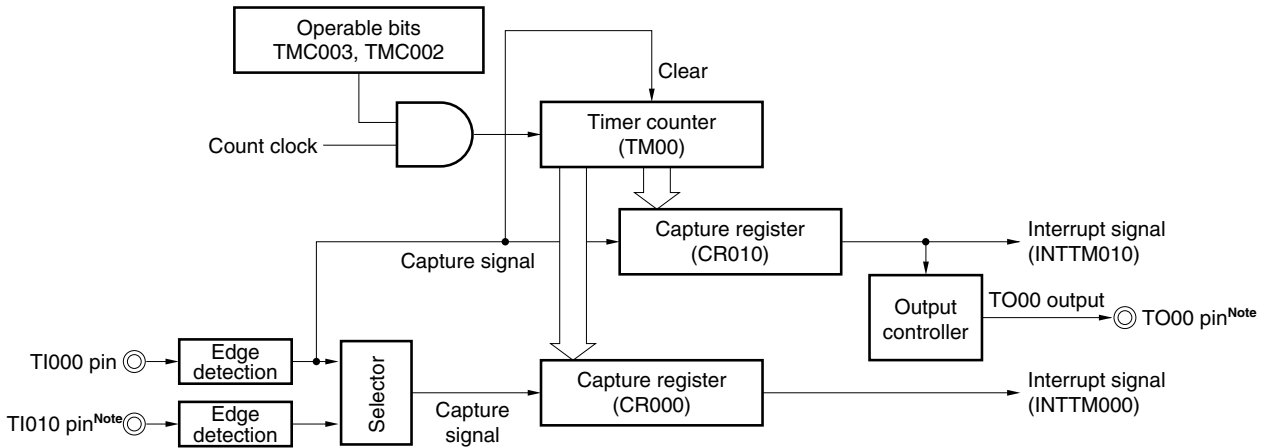 Operable bits
TMC003, TMC002
Clear
Timer counter
(TM00)
Count clock
Capture register
(CR010)
Interrupt signal
(INTTM010)
Capture signal
Output
controller
TO00 output
TO00 pinNote
TI000 pin
Edge
detection
Selector
Capture register
(CR000)
Interrupt signal
(INTTM000)
Capture
signal
TI010 pinNote
Edge
detection